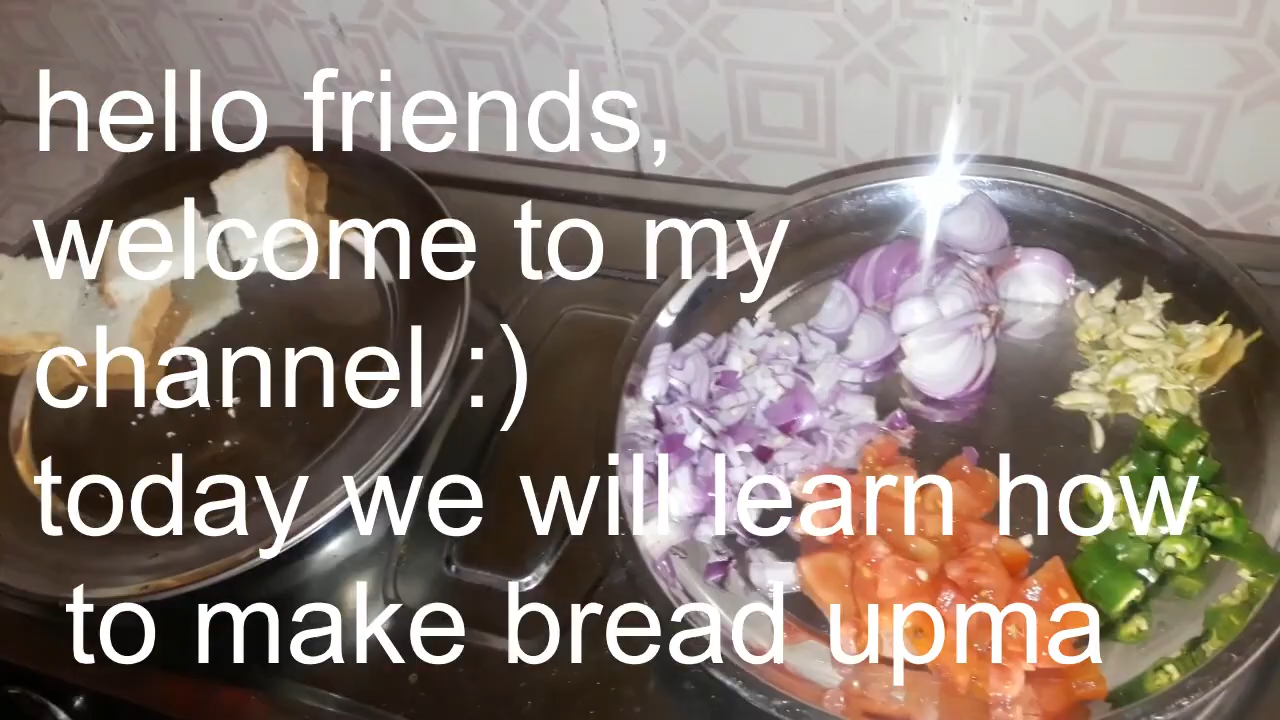 hello friends,
welcome to my
channel :)
today we will learn how
to make bread upma